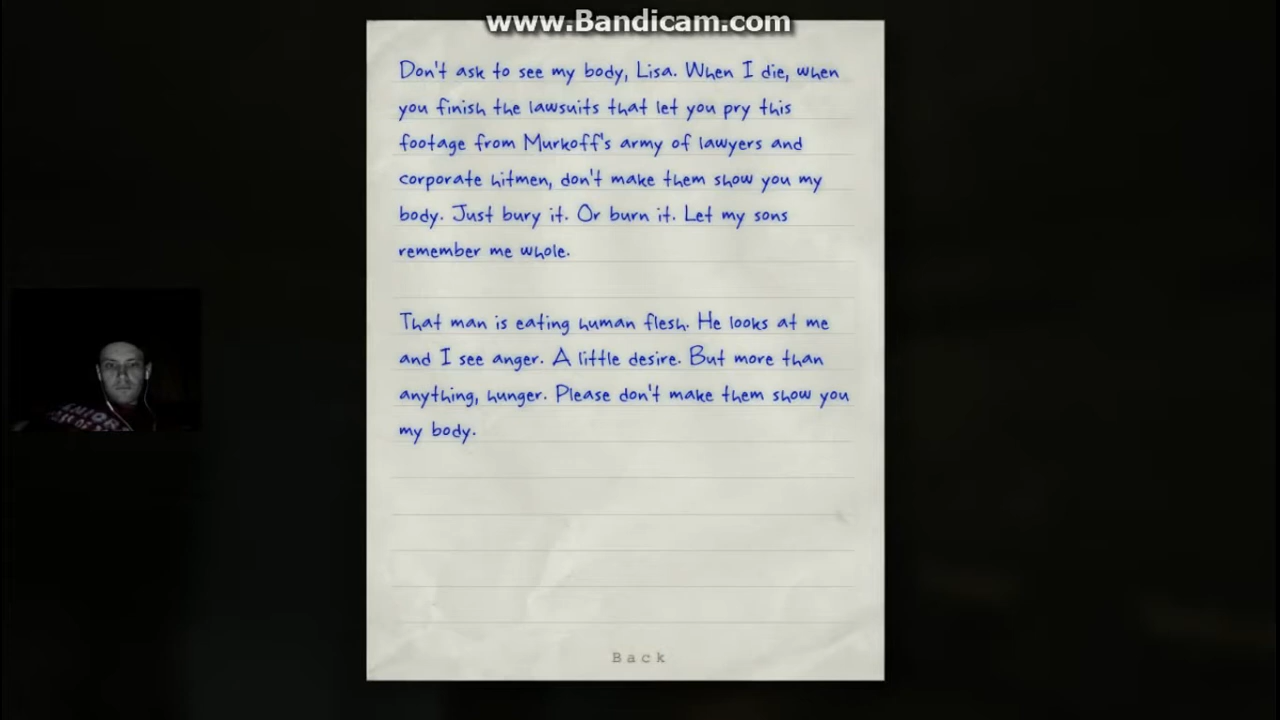 www.Bandicam.com
Don't ask to see my body, Lisa. When I die, when
you finish the lawsuits that let you pry this
footage from Murkoff's army of lawyers and
corporate hitmen, don't make them show you my
body. Just bury it. Or burn it. Let my sons
remember me whole.
That man is eating human flesh. He looks at me
and I see anger. A little desire. But more than
anything, hunger. Please don't make them show you
my body.
Back